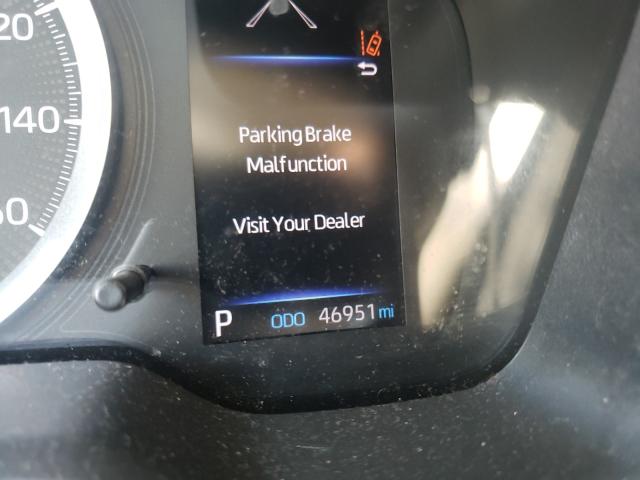 20
140
Parking Brake
Malfunction
Visit Your Dealer
P ODO 46951 mi